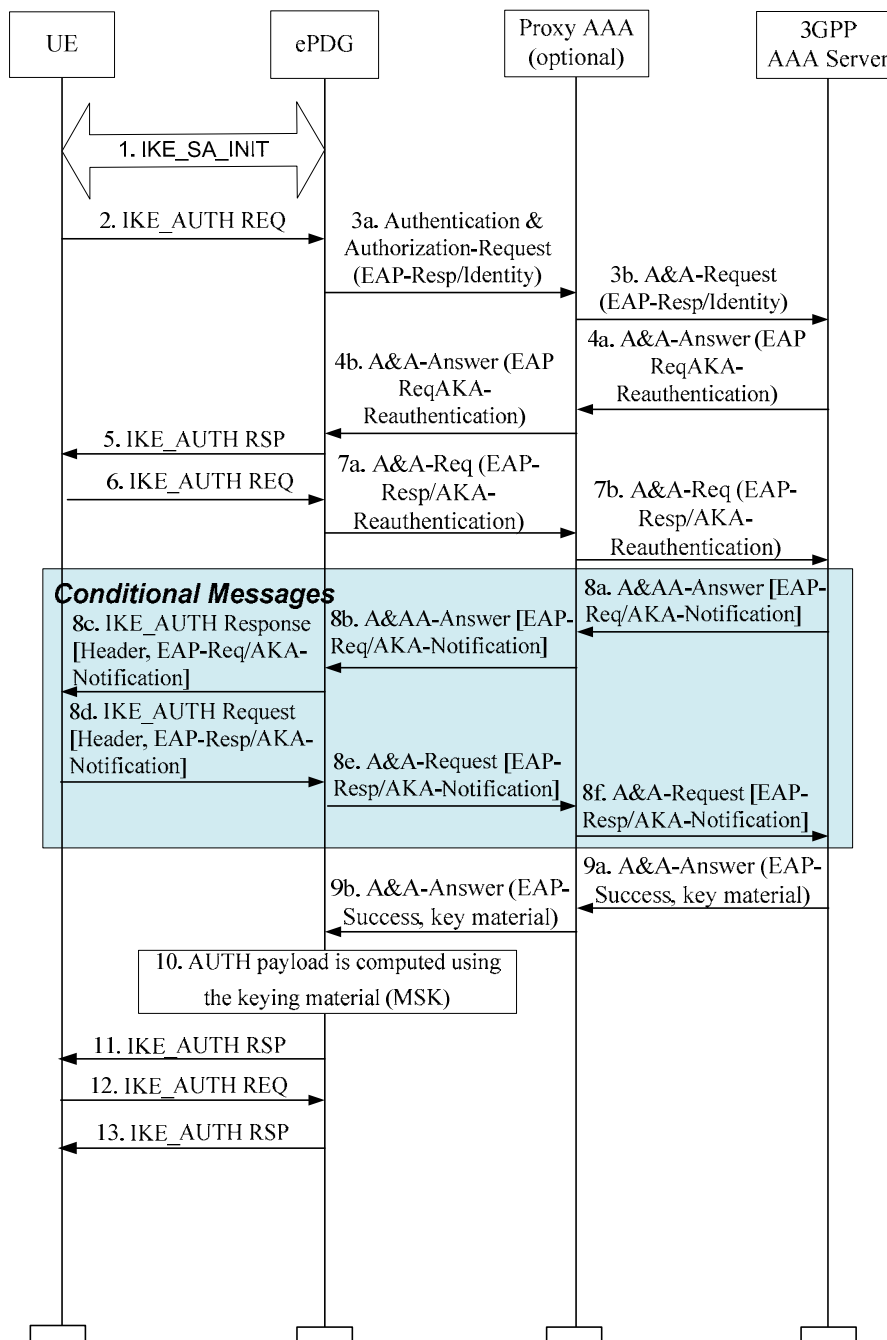 UE
ePDG
Proxy AAA
(optional)
3GPP
AAA Server
1. IKE_SA_INIT
2. IKE_AUTH REQ
3a. Authentication &
Authorization-Request
(EAP-Resp/Identity)
3b. A&A-Request
(EAP-Resp/Identity)
4a. A&A-Answer (EAP
ReqAKA-
Reauthentication)
4b. A&A-Answer (EAP
ReqAKA-
Reauthentication)
5. IKE_AUTH RSP
6. IKE_AUTH REQ
7a. A&A-Req (EAP-
Resp/AKA-
Reauthentication)
7b. A&A-Req (EAP-
Resp/AKA-
Reauthentication)
Conditional Messages
8a. A&AA-Answer [EAP-
Req/AKA-Notification]
8b. A&AA-Answer [EAP-
Req/AKA-Notification]
8c. IKE_AUTH Response
[Header, EAP-Req/AKA-
Notification]
8d. IKE_AUTH Request
[Header, EAP-Resp/AKA-
Notification]
8e. A&A-Request [EAP-
Resp/AKA-Notification]
8f. A&A-Request [EAP-
Resp/AKA-Notification]
9a. A&A-Answer (EAP-
Success, key material)
9b. A&A-Answer (EAP-
Success, key material)
10. AUTH payload is computed using
the keying material (MSK)
11. IKE_AUTH RSP
12. IKE_AUTH REQ
13. IKE_AUTH RSP